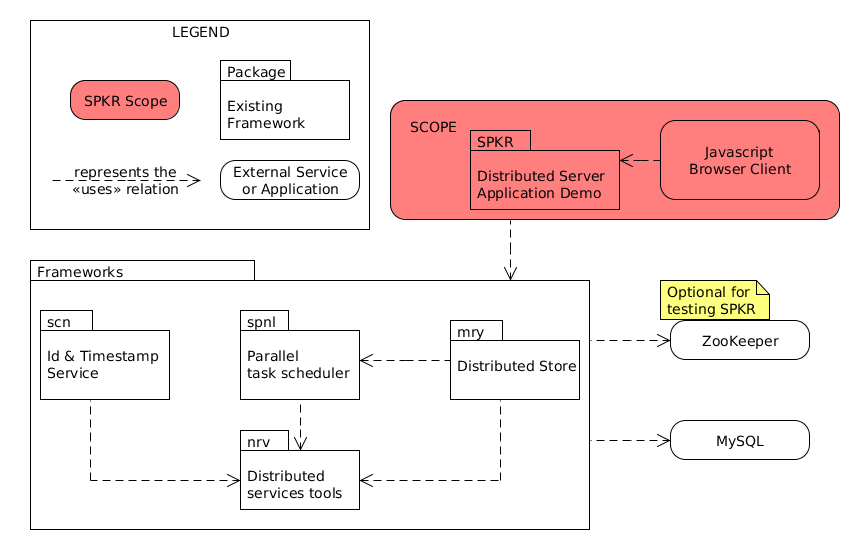 LEGEND
SPKR Scope
Package
Existing
Framework
represents the
«uses» relation
External Service
or Application
SCOPE
SPKR
Distributed Server
Application Demo
Javascript
Browser Client
Frameworks
scn
Id & Timestamp
Service
spnl
Parallel
task scheduler
mry
Distributed Store
nrv
Distributed
services tools
Optional for
testing SPKR
ZooKeeper
MySQL